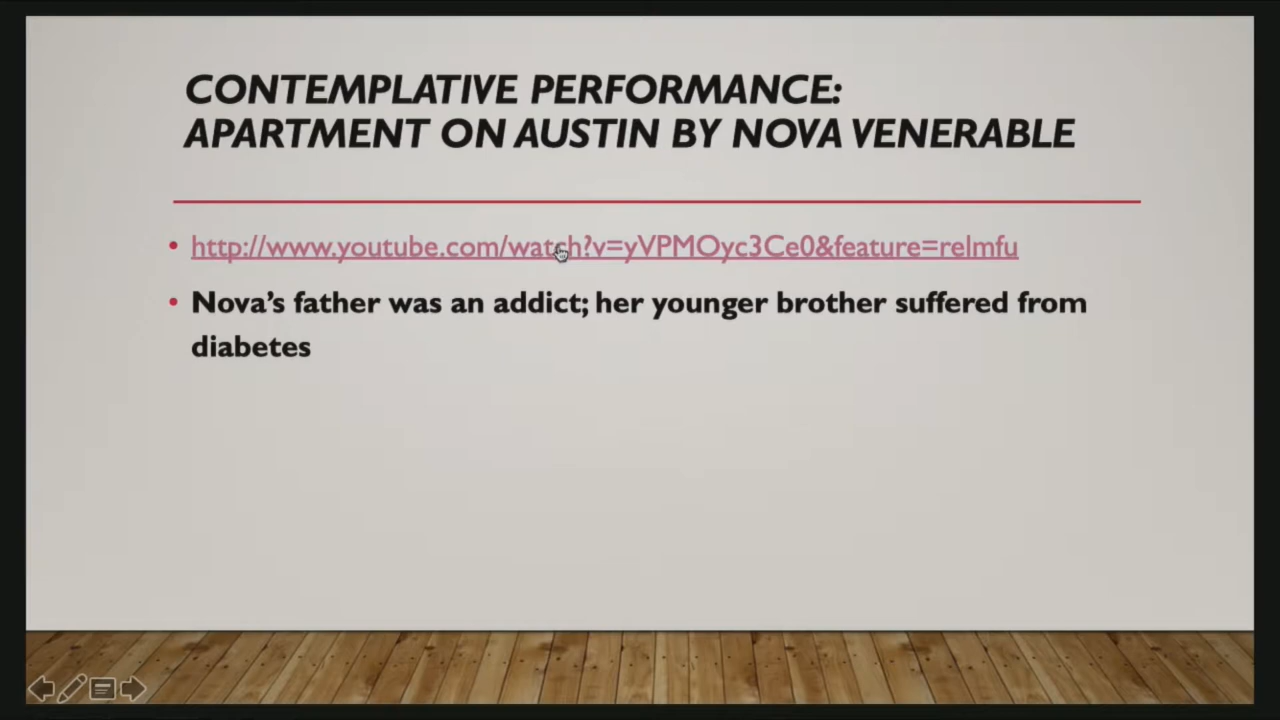 CONTEMPLATIVE PERFORMANCE:
APARTMENT ON AUSTIN BY NOVA VENERABLE
• http://www.youtube.com/watch?v=yVPMOyc3Ce0&feature=relmfu
• Nova's father was an addict; her younger brother suffered from
diabetes